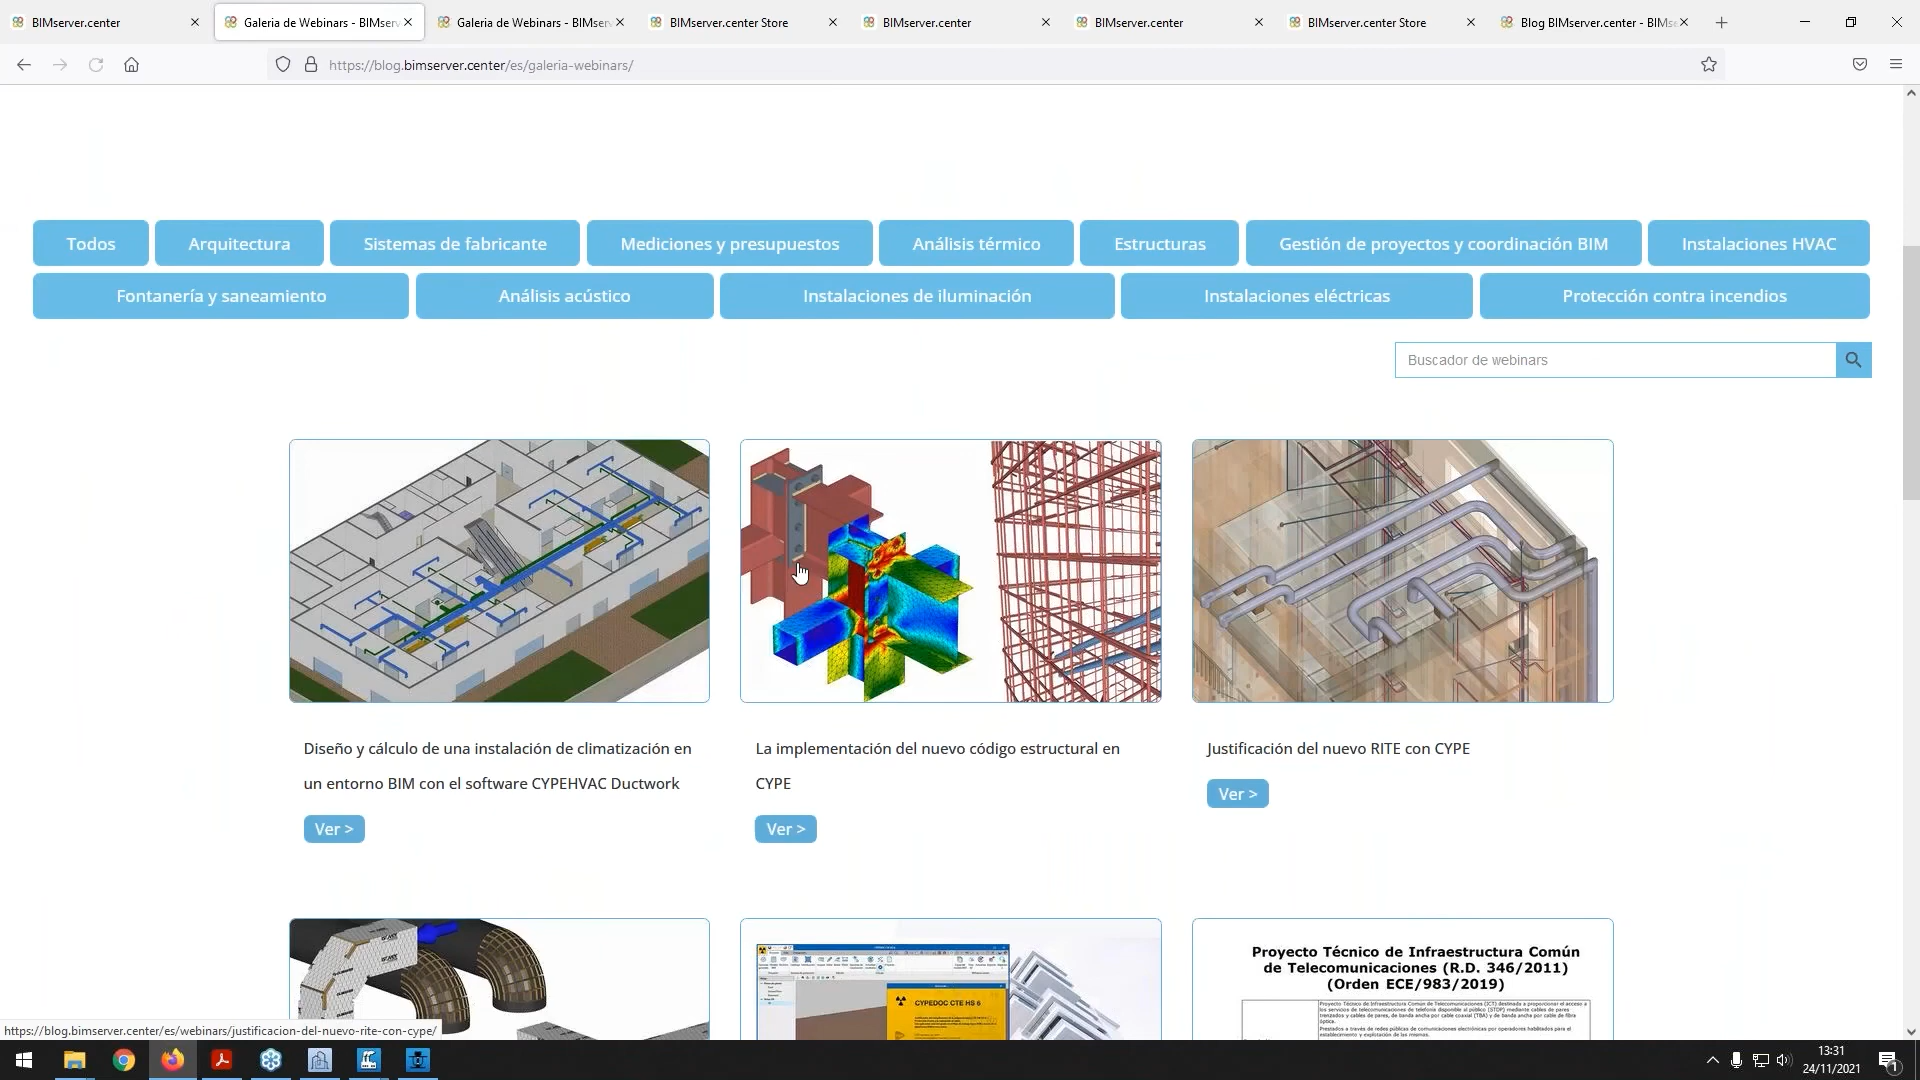 BIMserver.center
Galeria de Webinars - BIMserv
Galeria de Webinars - BIMserv
BIMserver.center Store
BIMserver.center
BIMserver.center
BIMserver.center Store
Blog BIMserver.center - BIMse
https://blog.bimserver.center/es/galeria-webinars/
Todos
Arquitectura
Sistemas de fabricante
Mediciones y presupuestos
Análisis térmico
Estructuras
Gestión de proyectos y coordinación BIM
Instalaciones HVAC
Fontanería y saneamiento
Análisis acústico
Instalaciones de iluminación
Instalaciones eléctricas
Protección contra incendios
Buscador de webinars
Diseño y cálculo de una instalación de climatización en
un entorno BIM con el software CYPEHVAC Ductwork
Ver >
La implementación del nuevo código estructural en
CYPE
Ver >
Justificación del nuevo RITE con CYPE
Ver >
CYPEDOC CTE HS 6
Proyecto Técnico de Infraestructura Común
de Telecomunicaciones (R.D. 346/2011)
(Orden ECE/983/2019)
https://blog.bimserver.center/es/webinars/justificacion-del-nuevo-rite-con-cype/
13:31
24/11/2021
1